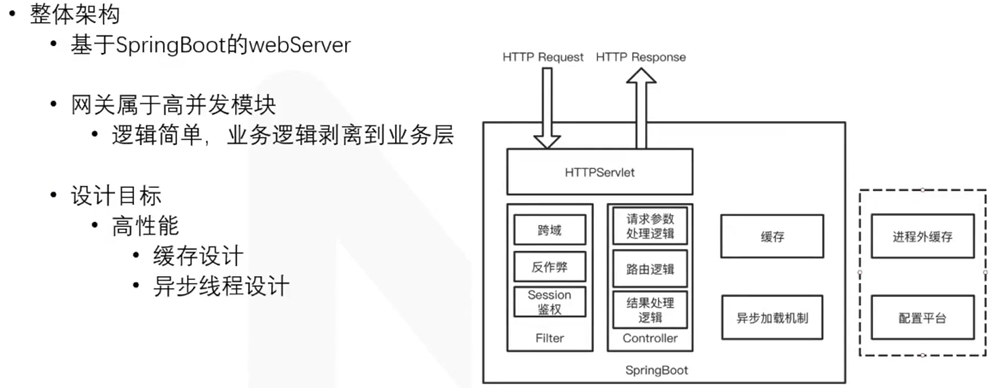 整体架构
基于SpringBoot的webServer
网关属于高并发模块
逻辑简单，业务逻辑剥离到业务层
设计目标
高性能
缓存设计
异步线程设计
HTTP Request
HTTP Response
HTTPServlet
跨域
反作弊
Session
鉴权
Filter
请求参数
处理逻辑
路由逻辑
结果处理
逻辑
Controller
缓存
异步加载机制
SpringBoot
进程外缓存
配置平台